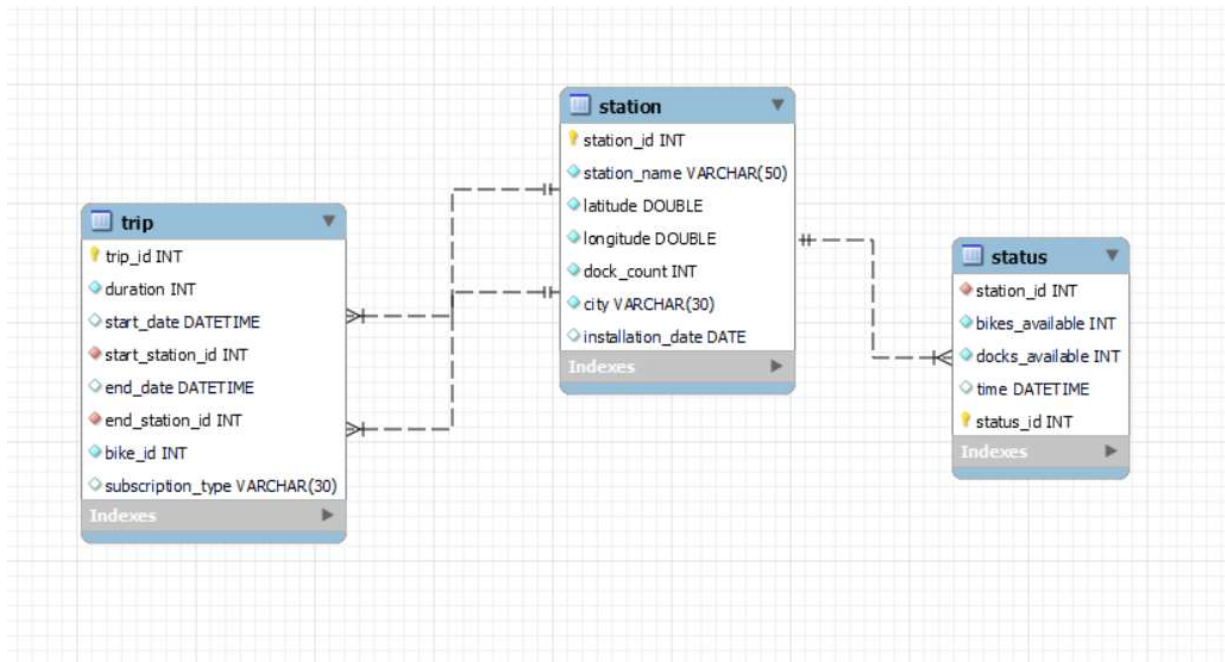 trip
trip_id INT
duration INT
start_date DATETIME
start_station_id INT
end_date DATETIME
end_station_id INT
bike_id INT
subscription_type VARCHAR(30)
Indexes
station
station_id INT
station_name VARCHAR(50)
latitude DOUBLE
longitude DOUBLE
dock_count INT
city VARCHAR(30)
installation_date DATE
Indexes
status
station_id INT
bikes_available INT
docks_available INT
time DATETIME
status_id INT
Indexes